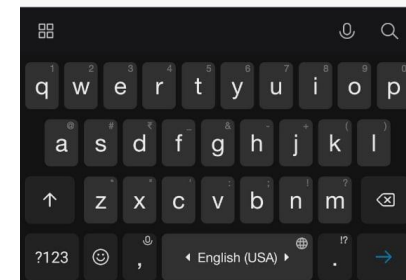 1 2 3 4 5 6 7 8 9 0
q w e r t y u i o p
@ # ₹ _ & - + ( )
a s d f g h j k l
z x c v b n m
?123 , English (USA) . !?